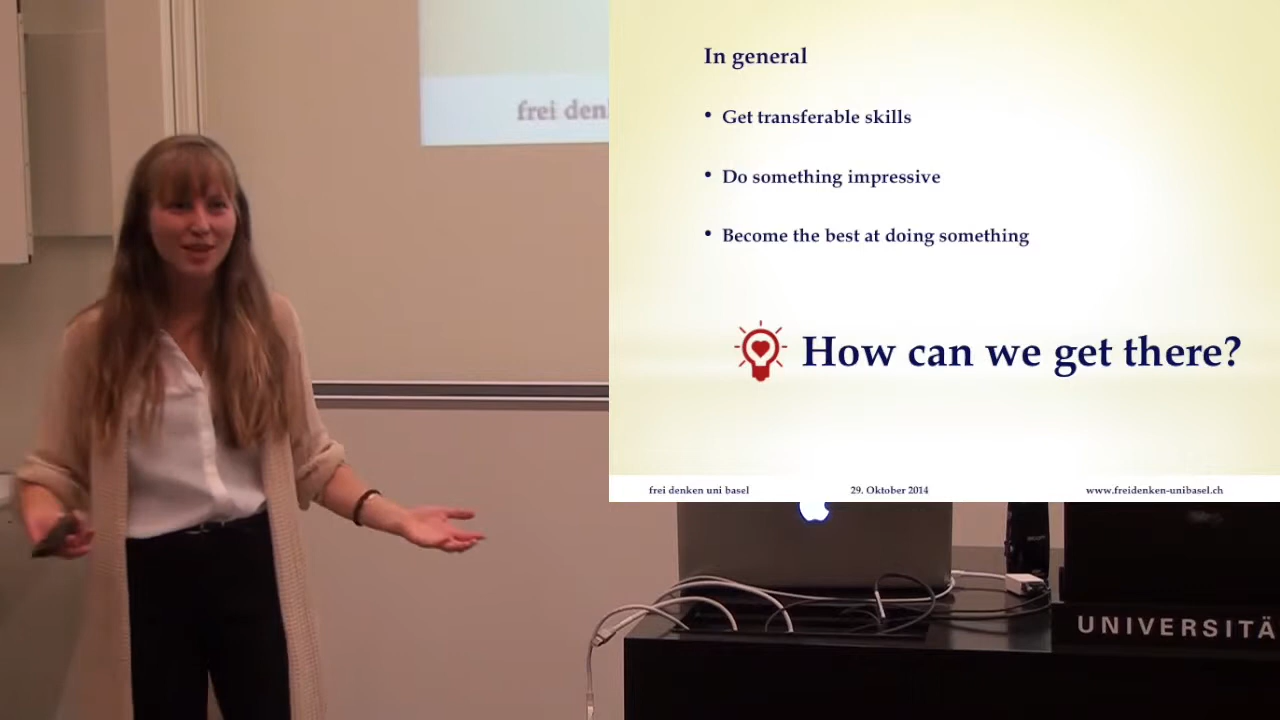 frei den
In general
• Get transferable skills
• Do something impressive
• Become the best at doing something
How can we get there?
frei denken uni basel 29. Oktober 2014 www.freidenken-unibasel.ch
UNIVERSITÄ